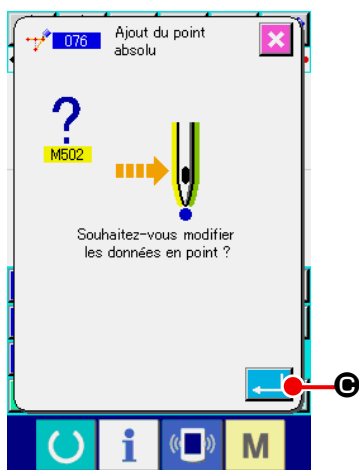 076 Ajout du point
absolu
?
M502
Souhaitez-vous modifier
les données en point ?
C
i M